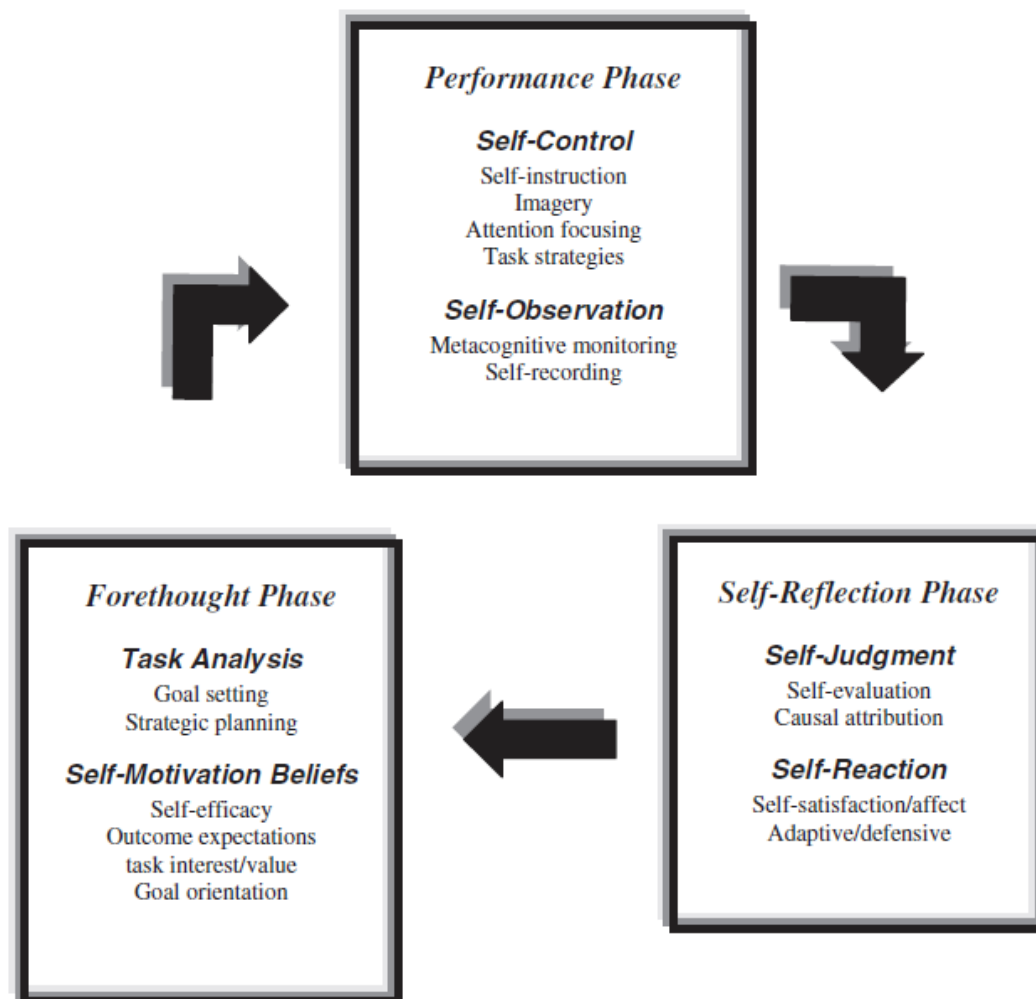 Performance Phase
Self-Control
Self-instruction
Imagery
Attention focusing
Task strategies
Self-Observation
Metacognitive monitoring
Self-recording
Forethought Phase
Task Analysis
Goal setting
Strategic planning
Self-Motivation Beliefs
Self-efficacy
Outcome expectations
task interest/value
Goal orientation
Self-Reflection Phase
Self-Judgment
Self-evaluation
Causal attribution
Self-Reaction
Self-satisfaction/affect
Adaptive/defensive